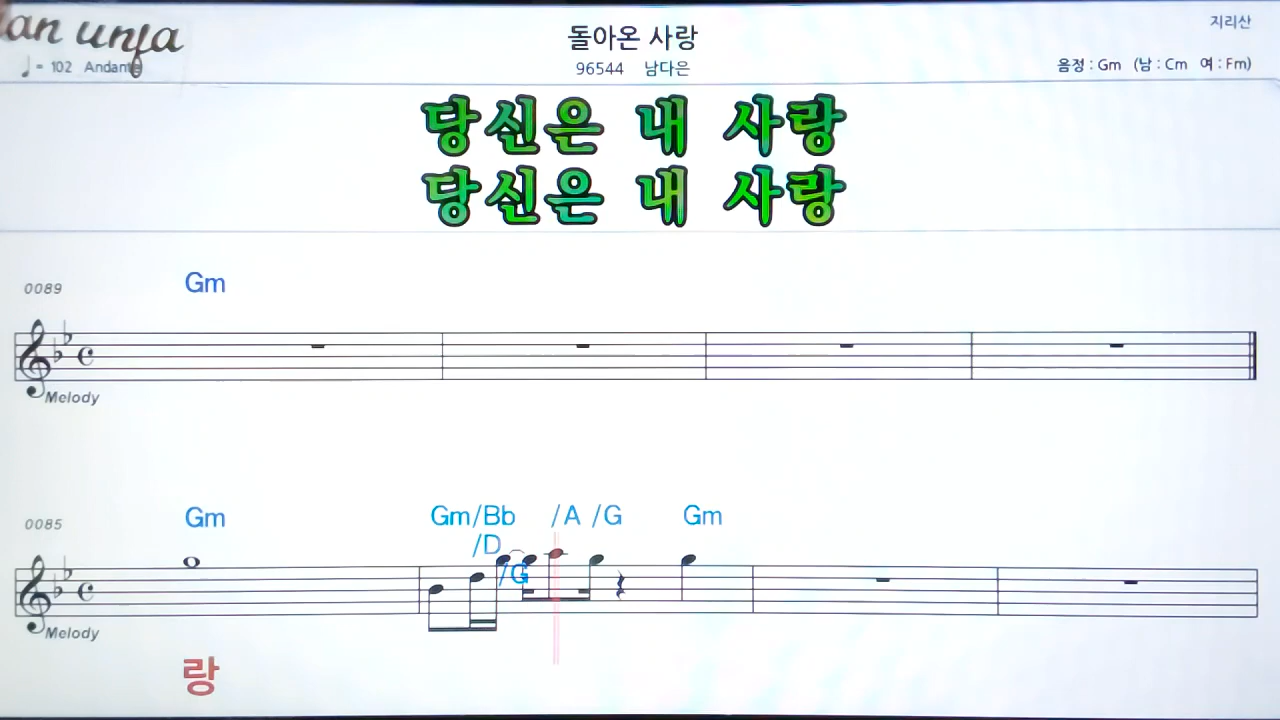 an unja
돌아온 사랑
지리산
♩ = 102 Andante
96544 남다은
음정 : Gm (남 : Cm 여 : Fm)
당신은 내 사랑
당신은 내 사랑
0089
Gm
Melody
0085
Gm Gm/Bb /A /G Gm
/D
/G
Melody
랑